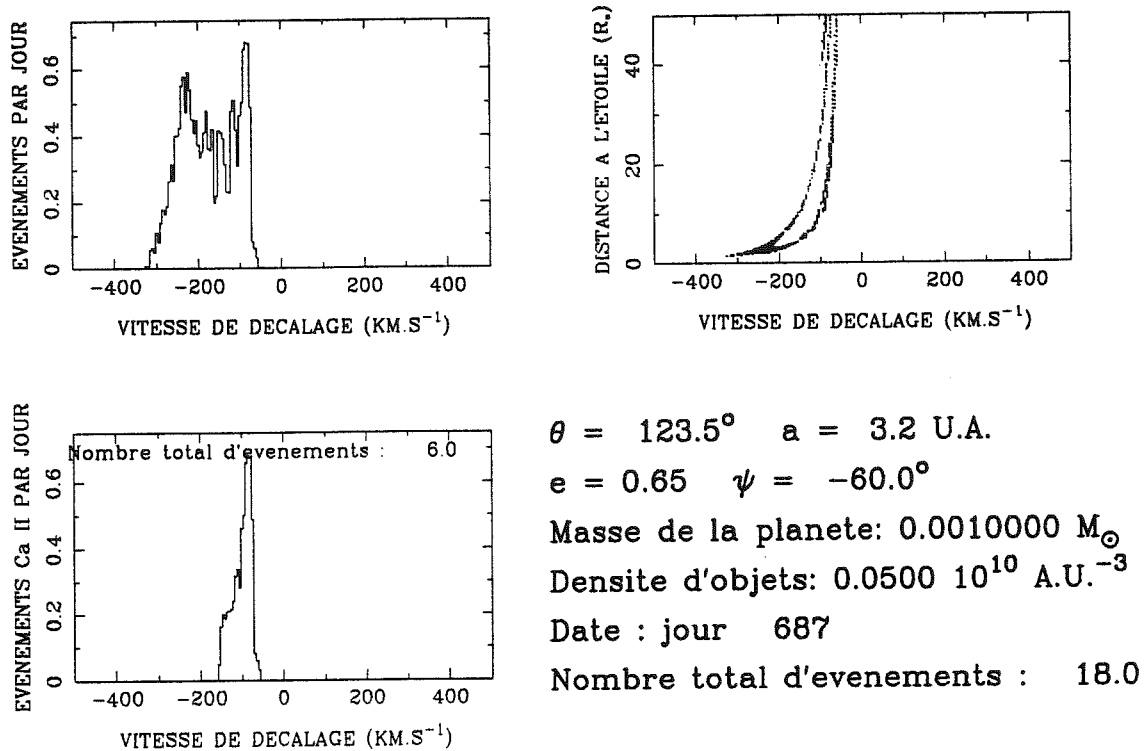 EVENEMENTS PAR JOUR
0.6
0.4
0.2
0
-400 -200 0 200 400
VITESSE DE DECALAGE (KM.S⁻¹)
DISTANCE A L'ETOILE (R*)
40
20
0
-400 -200 0 200 400
VITESSE DE DECALAGE (KM.S⁻¹)
EVENEMENTS Ca II PAR JOUR
Nombre total d'evenements : 6.0
0.6
0.4
0.2
0
-400 -200 0 200 400
VITESSE DE DECALAGE (KM.S⁻¹)
θ = 123.5° a = 3.2 U.A.
e = 0.65 ψ = -60.0°
Masse de la planete: 0.0010000 M⊙
Densite d'objets: 0.0500 10¹⁰ A.U.⁻³
Date : jour 687
Nombre total d'evenements : 18.0